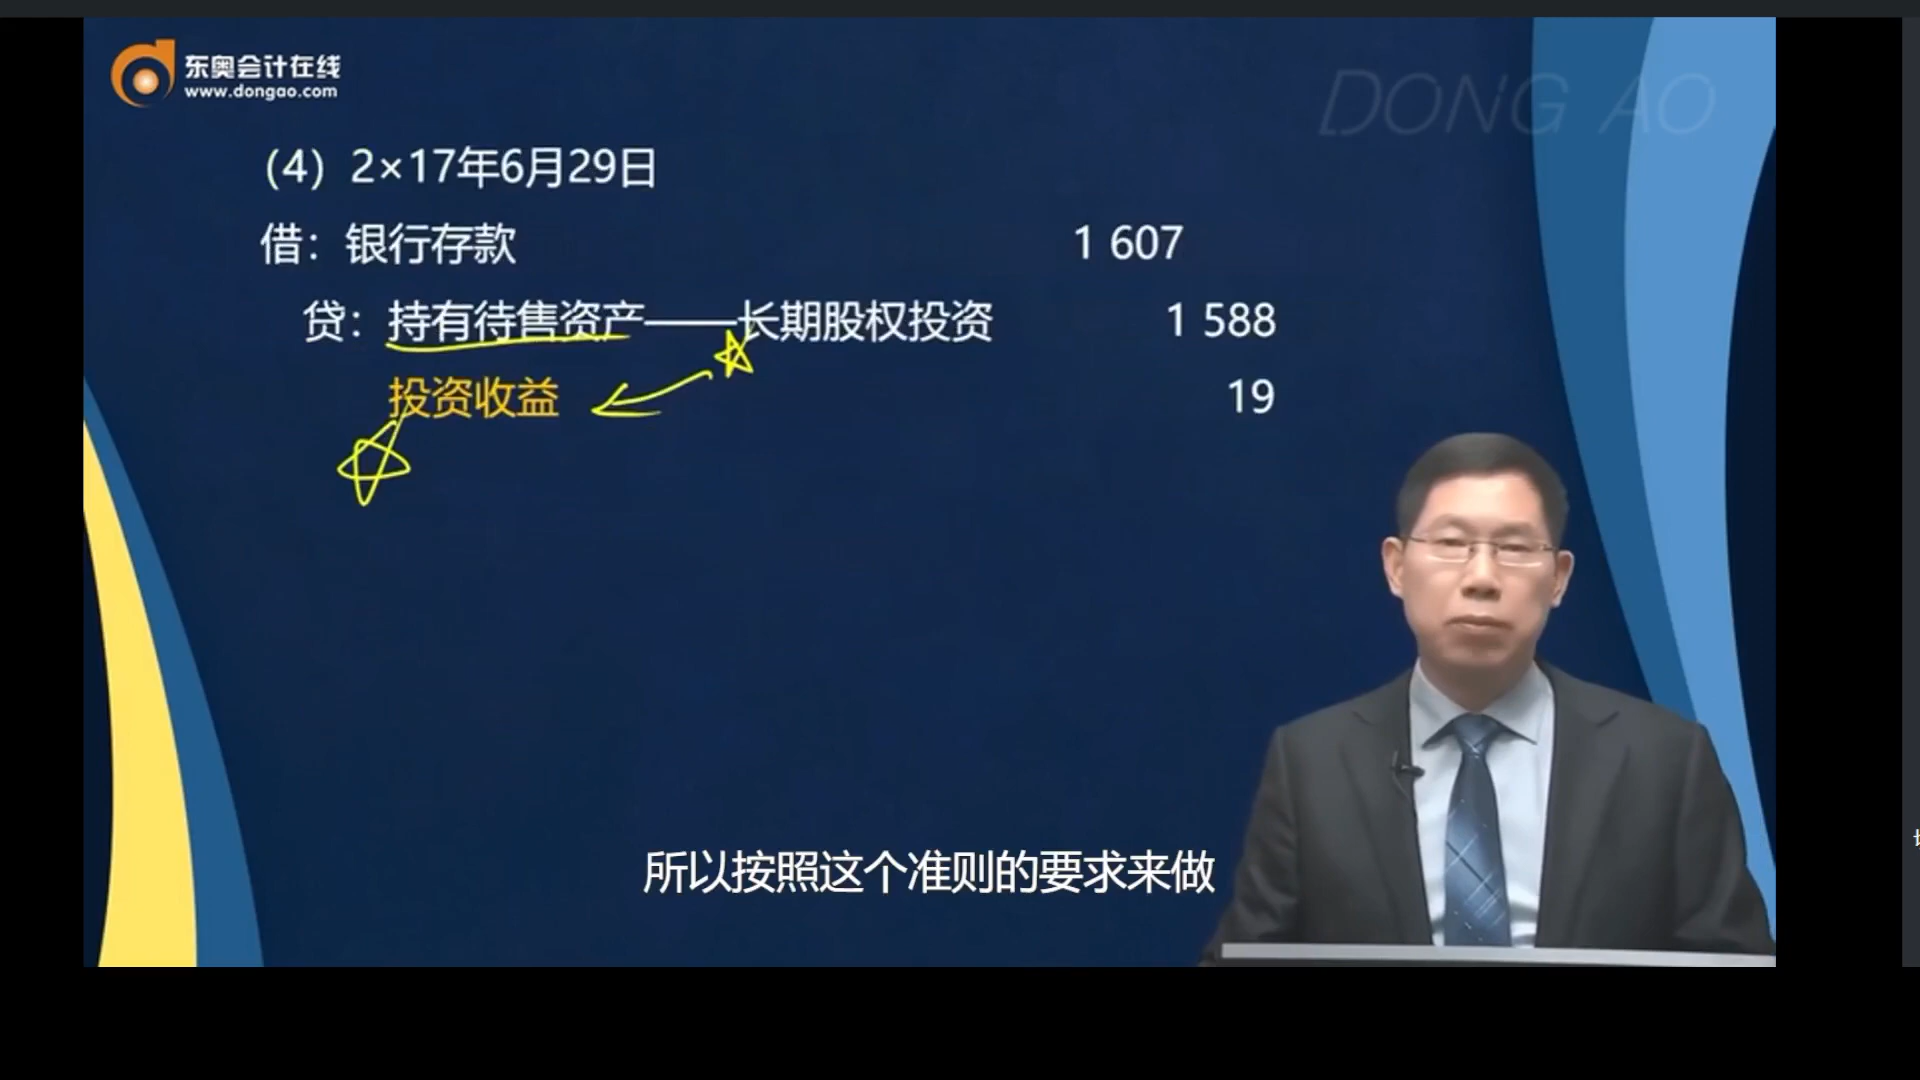 东奥会计在线
www.dongao.com
DONG AO
（4）2×17年6月29日
借：银行存款 1 607
贷：持有待售资产——长期股权投资 1 588
投资收益 19
所以按照这个准则的要求来做